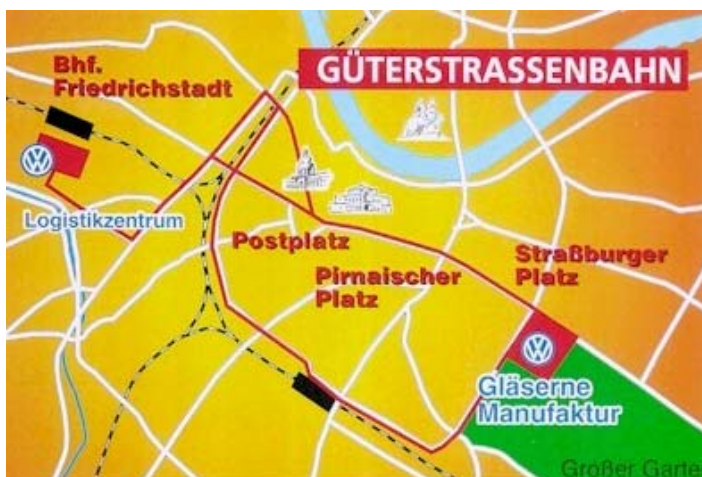 GÜTERSTRASSENBAHN
Bhf.
Friedrichstadt
Logistikzentrum
Postplatz
Pirnaischer
Platz
Straßburger
Platz
Gläserne
Manufaktur
Großer Garte